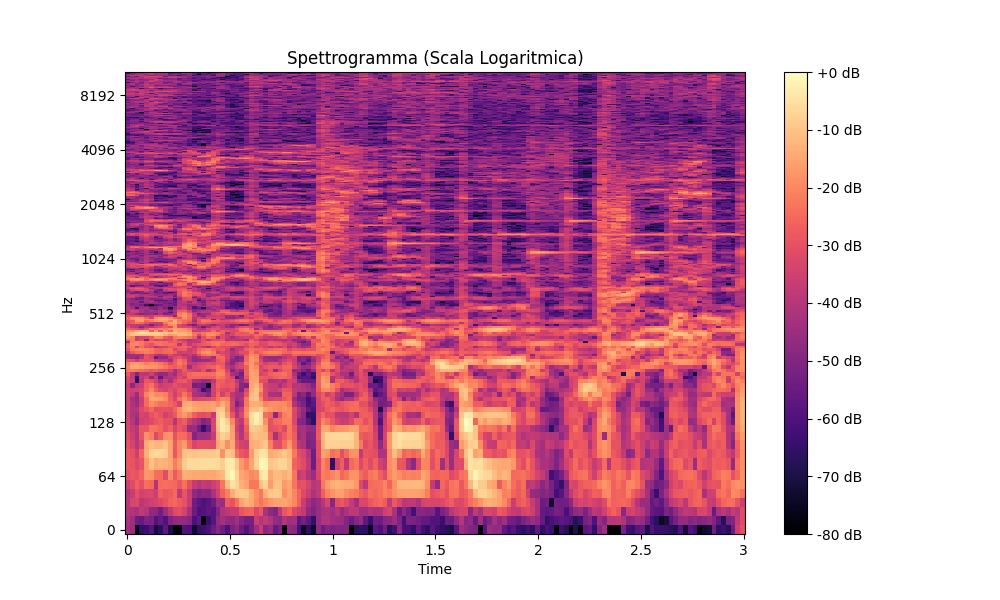 Spettrogramma (Scala Logaritmica)
Hz
8192
4096
2048
1024
512
256
128
64
0
0 0.5 1 1.5 2 2.5 3
Time
+0 dB
-10 dB
-20 dB
-30 dB
-40 dB
-50 dB
-60 dB
-70 dB
-80 dB